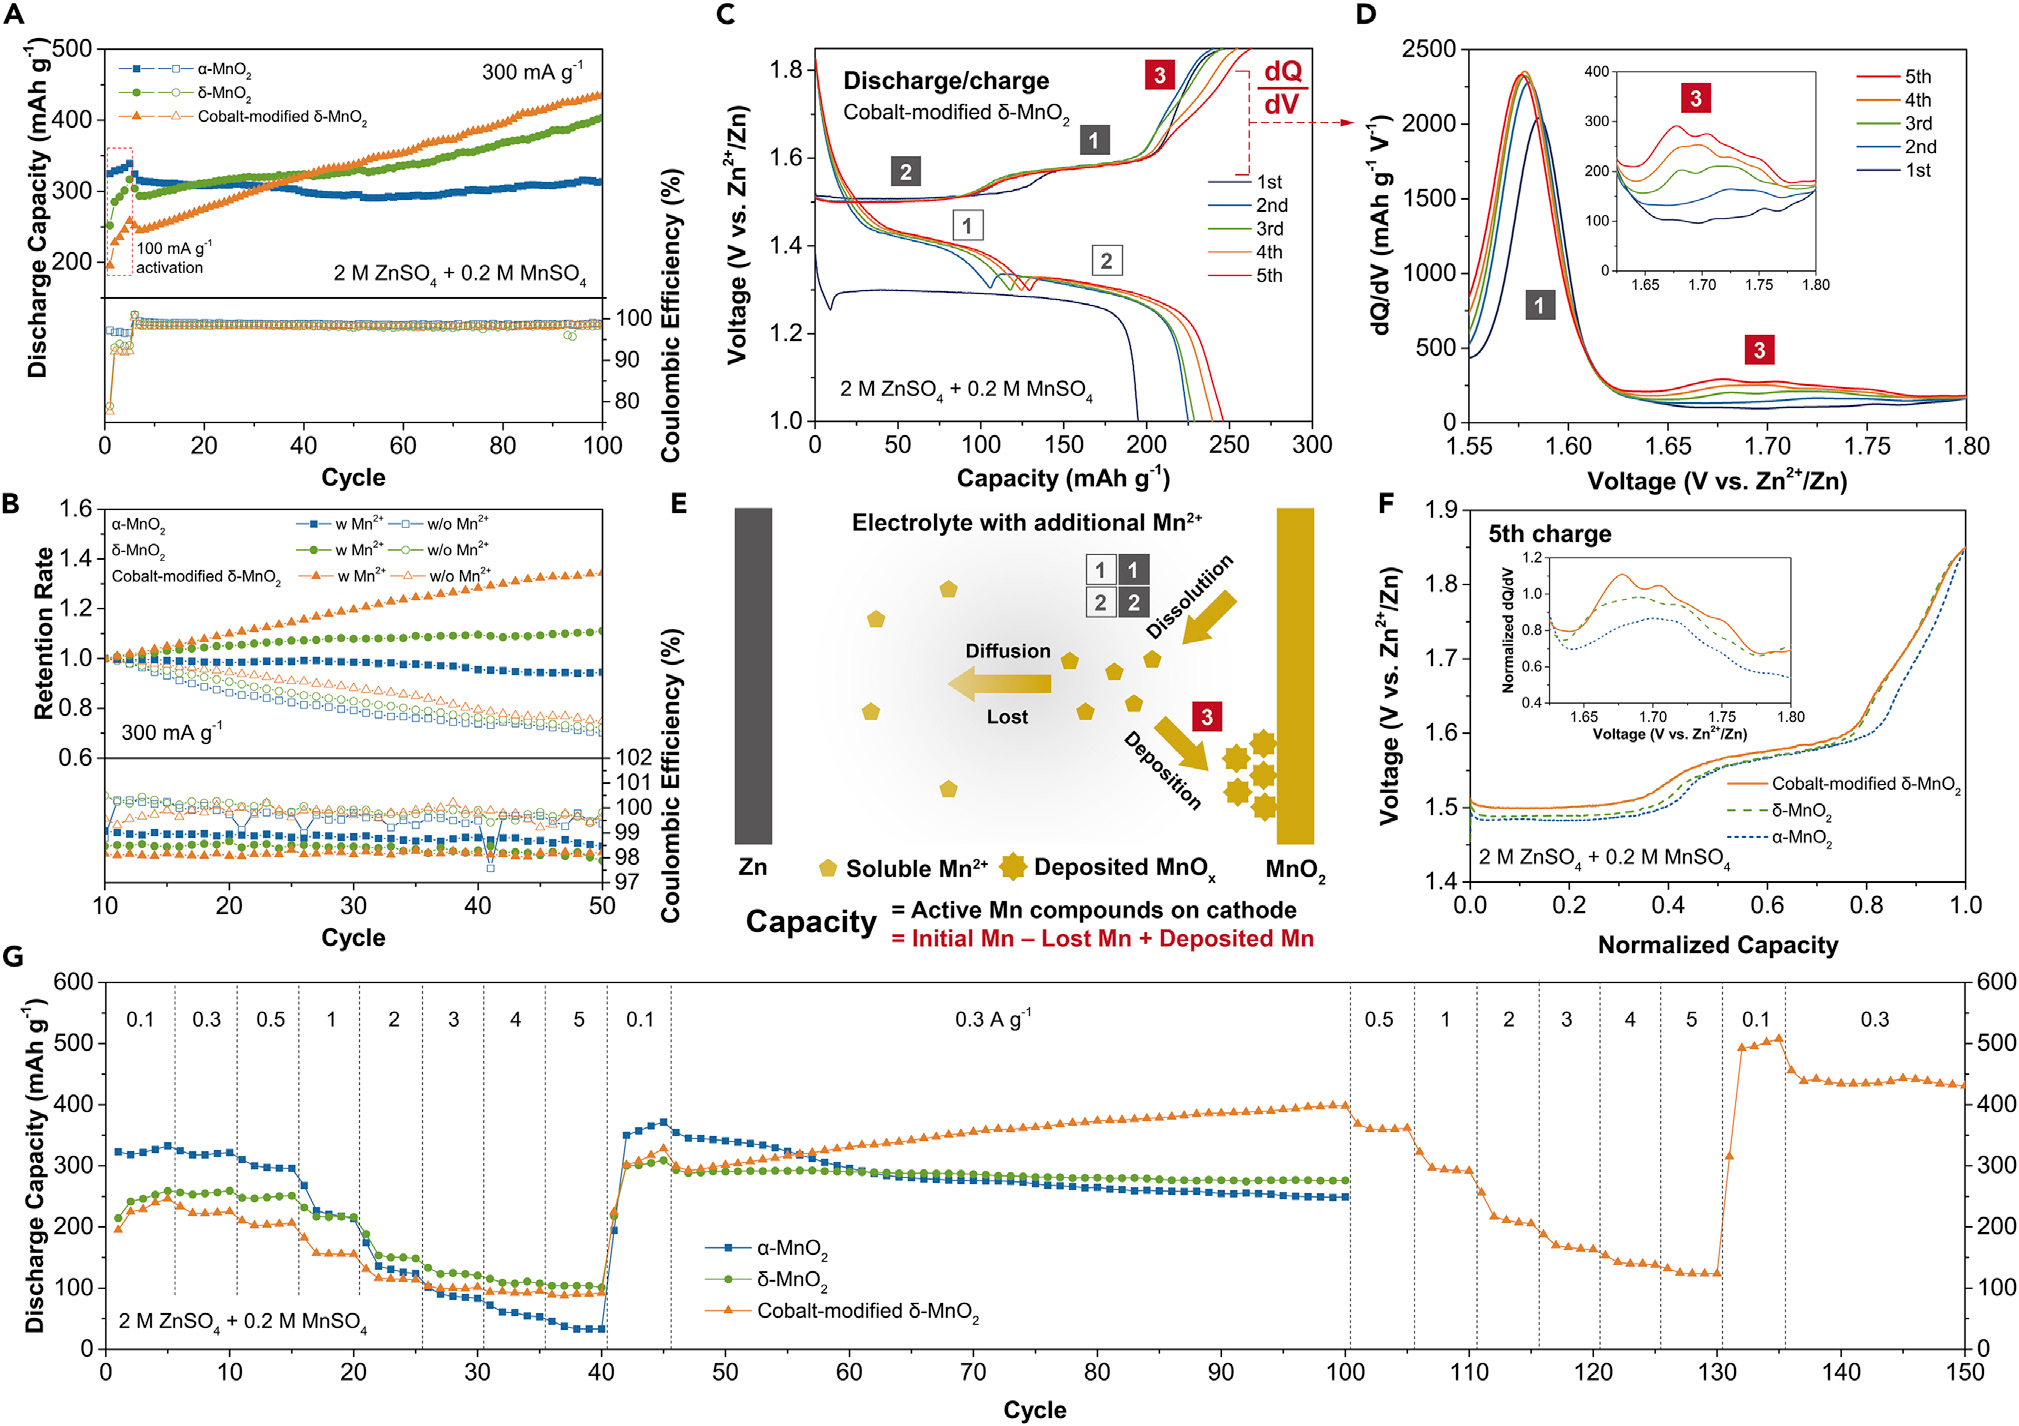 A
Discharge Capacity (mAh g⁻¹)
500
400
300
200
α-MnO₂
δ-MnO₂
Cobalt-modified δ-MnO₂
300 mA g⁻¹
100 mA g⁻¹
activation
2 M ZnSO₄ + 0.2 M MnSO₄
100
90
80
Coulombic Efficiency (%)
0 20 40 60 80 100
Cycle
B
Retention Rate
1.6
1.4
1.2
1.0
0.8
0.6
α-MnO₂ w Mn²⁺ w/o Mn²⁺
δ-MnO₂ w Mn²⁺ w/o Mn²⁺
Cobalt-modified δ-MnO₂ w Mn²⁺ w/o Mn²⁺
300 mA g⁻¹
102
101
100
99
98
97
Coulombic Efficiency (%)
10 20 30 40 50
Cycle
C
Voltage (V vs. Zn²⁺/Zn)
1.8
1.6
1.4
1.2
1.0
Discharge/charge
Cobalt-modified δ-MnO₂
3
1
2
1
2
dQ
dV
1st
2nd
3rd
4th
5th
2 M ZnSO₄ + 0.2 M MnSO₄
0 50 100 150 200 250 300
Capacity (mAh g⁻¹)
D
dQ/dV (mAh g⁻¹ V⁻¹)
2500
2000
1500
1000
500
0
400
300
200
100
0
3
1.65 1.70 1.75 1.80
5th
4th
3rd
2nd
1st
1
3
1.55 1.60 1.65 1.70 1.75 1.80
Voltage (V vs. Zn²⁺/Zn)
E
Electrolyte with additional Mn²⁺
1 1
2 2
Dissolutiion
Diffusion
Lost
3
Deposition
Zn
MnO₂
Soluble Mn²⁺ Deposited MnOₓ
Capacity = Active Mn compounds on cathode
= Initial Mn – Lost Mn + Deposited Mn
F
Voltage (V vs. Zn²⁺/Zn)
1.9
1.8
1.7
1.6
1.5
1.4
5th charge
Normalized dQ/dV
1.2
1.0
0.8
0.6
0.4
1.65 1.70 1.75 1.80
Voltage (V vs. Zn²⁺/Zn)
Cobalt-modified δ-MnO₂
δ-MnO₂
α-MnO₂
2 M ZnSO₄ + 0.2 M MnSO₄
0.0 0.2 0.4 0.6 0.8 1.0
Normalized Capacity
G
Discharge Capacity (mAh g⁻¹)
600
500
400
300
200
100
0
0.1 0.3 0.5 1 2 3 4 5 0.1 0.3 A g⁻¹ 0.5 1 2 3 4 5 0.1 0.3
α-MnO₂
δ-MnO₂
Cobalt-modified δ-MnO₂
2 M ZnSO₄ + 0.2 M MnSO₄
600
500
400
300
200
100
0
0 10 20 30 40 50 60 70 80 90 100 110 120 130 140 150
Cycle